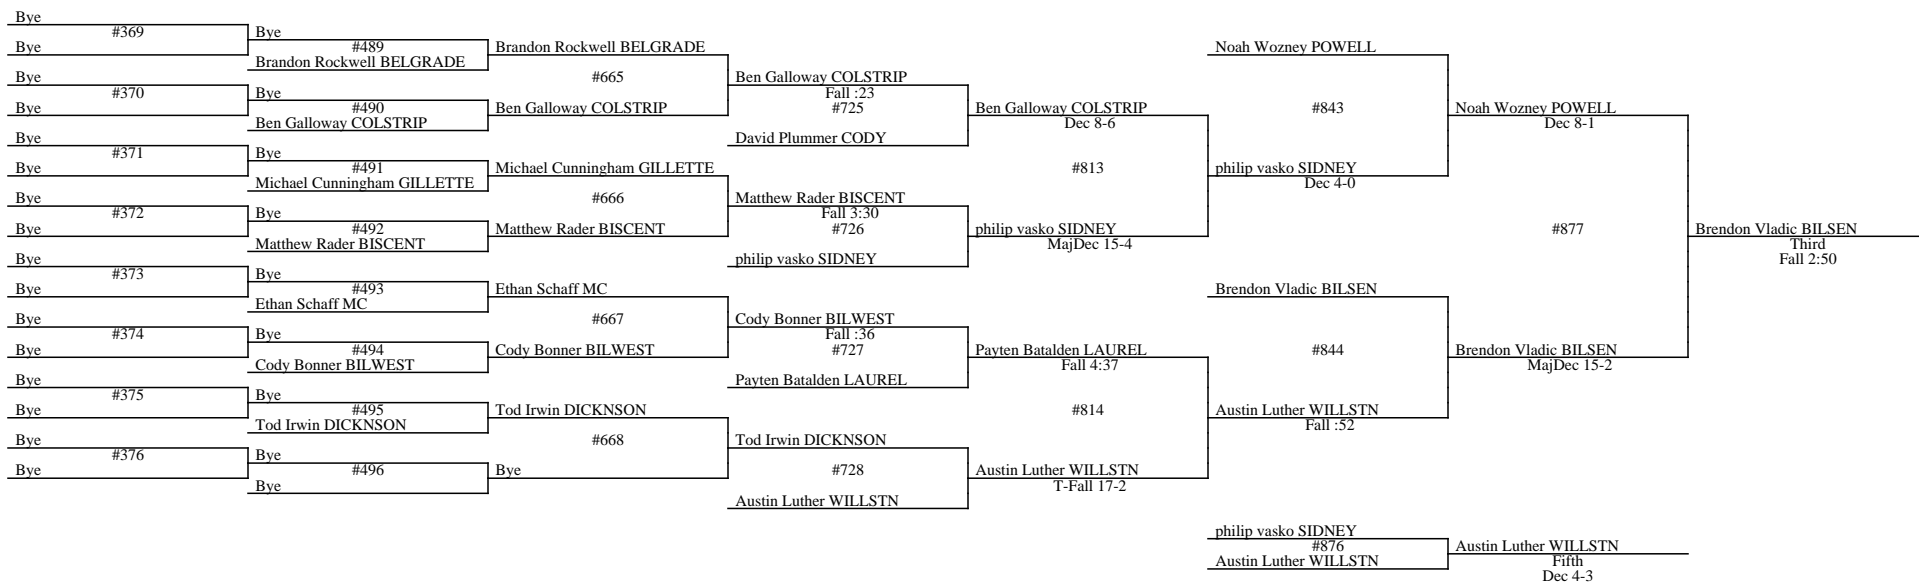 Bye
#369
Bye
Bye
#370
Bye
Bye
#371
Bye
Bye
#372
Bye
Bye
#373
Bye
Bye
#374
Bye
Bye
#375
Bye
Bye
#376
Bye
Bye
#489
Brandon Rockwell BELGRADE
Bye
#490
Ben Galloway COLSTRIP
Bye
#491
Michael Cunningham GILLETTE
Bye
#492
Matthew Rader BISCENT
Bye
#493
Ethan Schaff MC
Bye
#494
Cody Bonner BILWEST
Bye
#495
Tod Irwin DICKNSON
Bye
#496
Bye
Brandon Rockwell BELGRADE
#665
Ben Galloway COLSTRIP
Michael Cunningham GILLETTE
#666
Matthew Rader BISCENT
Ethan Schaff MC
#667
Cody Bonner BILWEST
Tod Irwin DICKNSON
#668
Bye
Ben Galloway COLSTRIP
Fall :23
#725
David Plummer CODY
Matthew Rader BISCENT
Fall 3:30
#726
philip vasko SIDNEY
Cody Bonner BILWEST
Fall :36
#727
Payten Batalden LAUREL
Tod Irwin DICKNSON
#728
Austin Luther WILLSTN
Ben Galloway COLSTRIP
Dec 8-6
#813
philip vasko SIDNEY
MajDec 15-4
Payten Batalden LAUREL
Fall 4:37
#814
Austin Luther WILLSTN
T-Fall 17-2
Noah Wozney POWELL
#843
philip vasko SIDNEY
Dec 4-0
Brendon Vladic BILSEN
#844
Austin Luther WILLSTN
Fall :52
Noah Wozney POWELL
Dec 8-1
#877
Brendon Vladic BILSEN
MajDec 15-2
Brendon Vladic BILSEN
Third
Fall 2:50
philip vasko SIDNEY
#876
Austin Luther WILLSTN
Austin Luther WILLSTN
Fifth
Dec 4-3